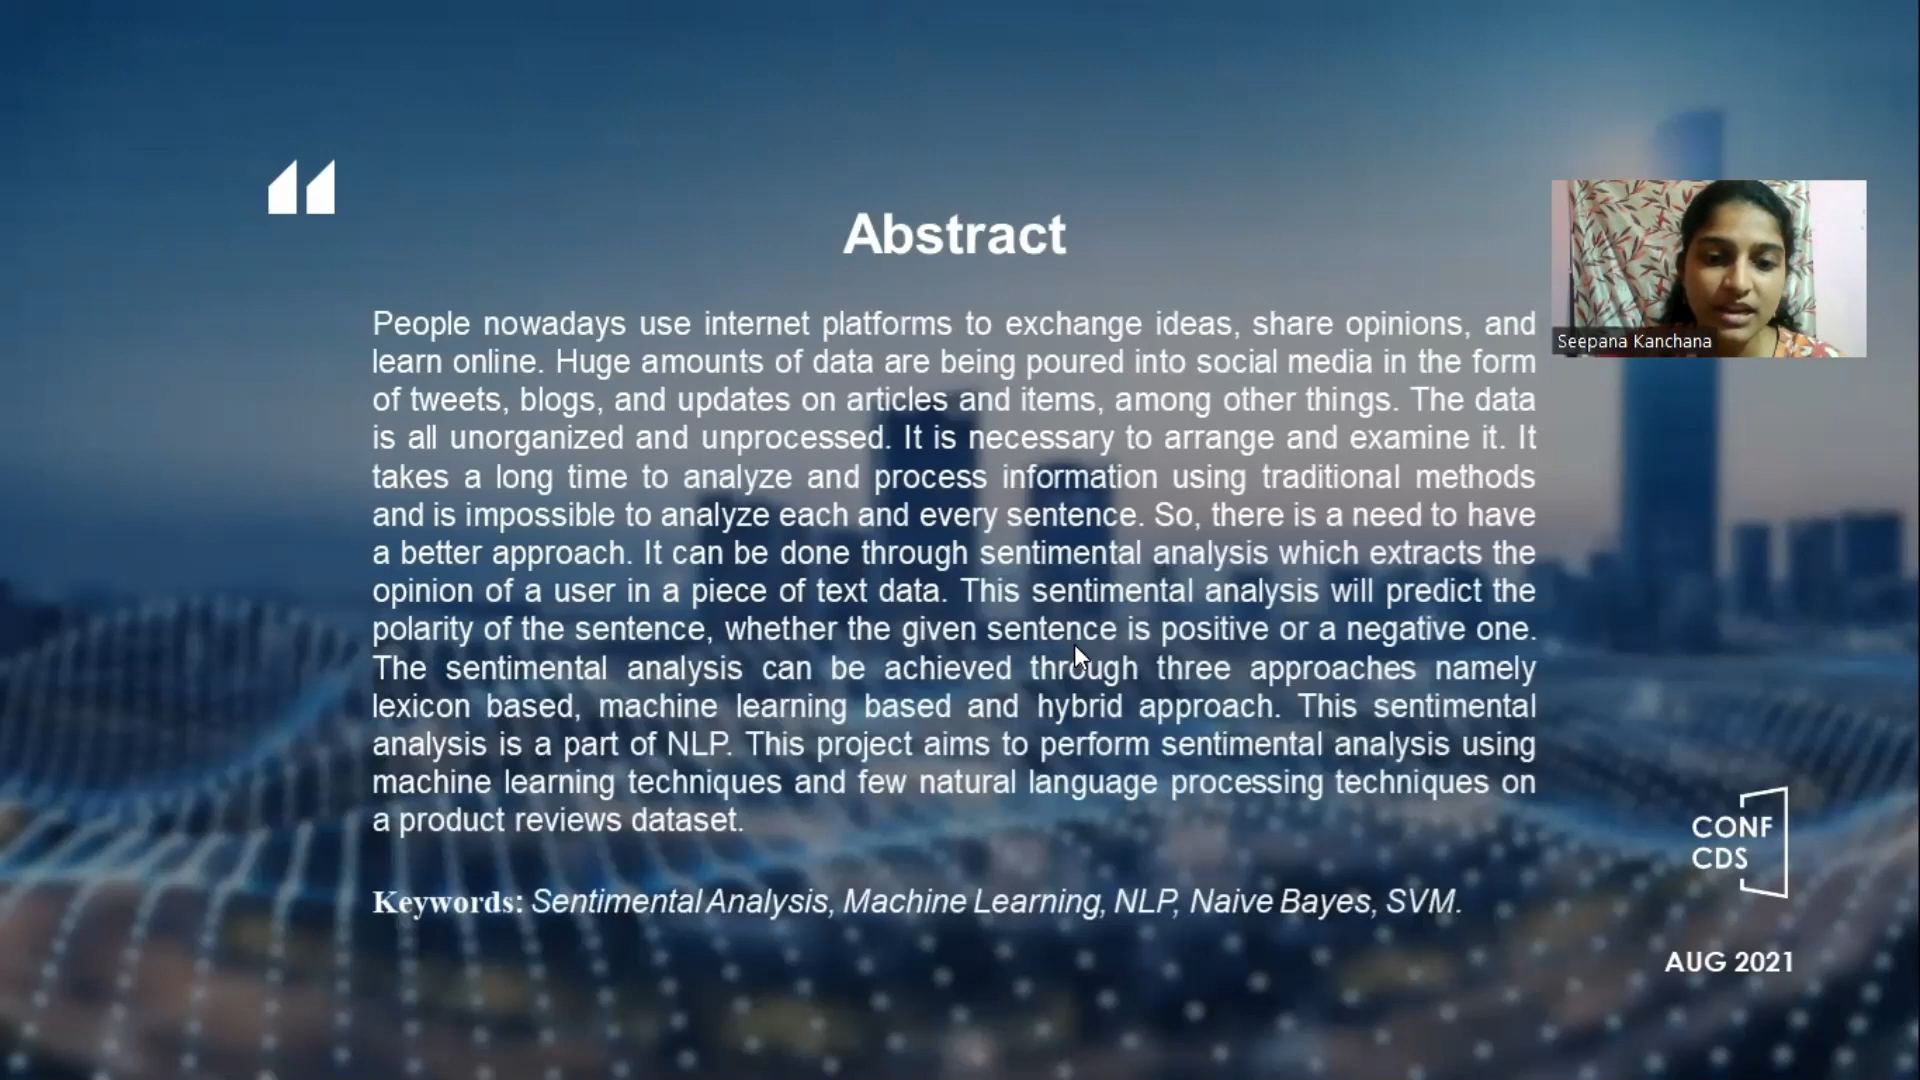 Abstract
People nowadays use internet platforms to exchange ideas, share opinions, and
learn online. Huge amounts of data are being poured into social media in the form
of tweets, blogs, and updates on articles and items, among other things. The data
is all unorganized and unprocessed. It is necessary to arrange and examine it. It
takes a long time to analyze and process information using traditional methods
and is impossible to analyze each and every sentence. So, there is a need to have
a better approach. It can be done through sentimental analysis which extracts the
opinion of a user in a piece of text data. This sentimental analysis will predict the
polarity of the sentence, whether the given sentence is positive or a negative one.
The sentimental analysis can be achieved through three approaches namely
lexicon based, machine learning based and hybrid approach. This sentimental
analysis is a part of NLP. This project aims to perform sentimental analysis using
machine learning techniques and few natural language processing techniques on
a product reviews dataset.
Keywords: Sentimental Analysis, Machine Learning, NLP, Naive Bayes, SVM.
Seepana Kanchana
CONF
CDS
AUG 2021